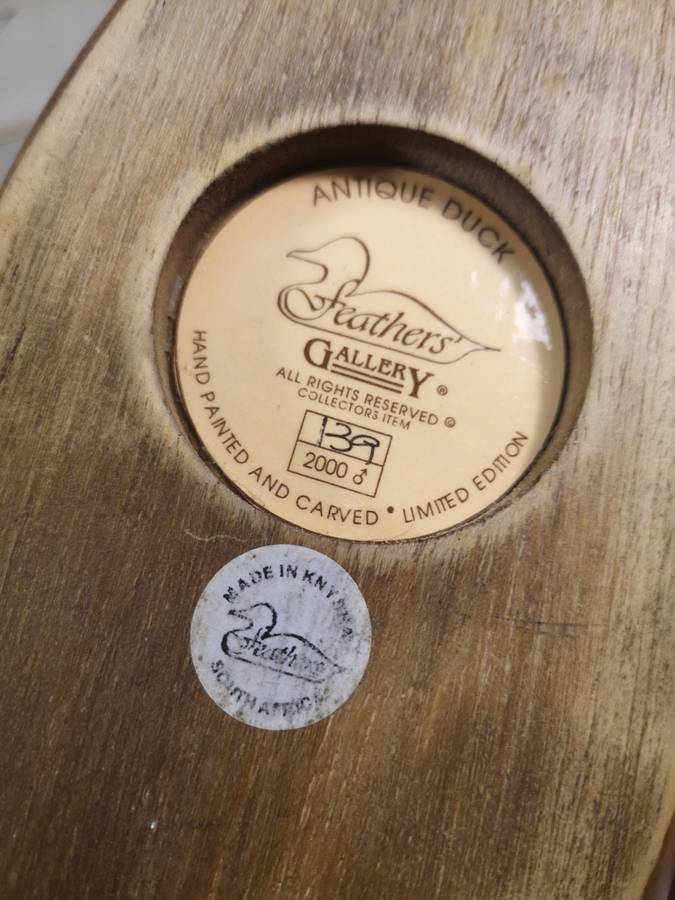 ANTIQUE DUCK
Feathers'
GALLERY ®
ALL RIGHTS RESERVED ©
COLLECTORS ITEM
139
2000 ♂
HAND PAINTED AND CARVED • LIMITED EDITION
MADE IN KNYSNA
Feathers
SOUTH AFRICA